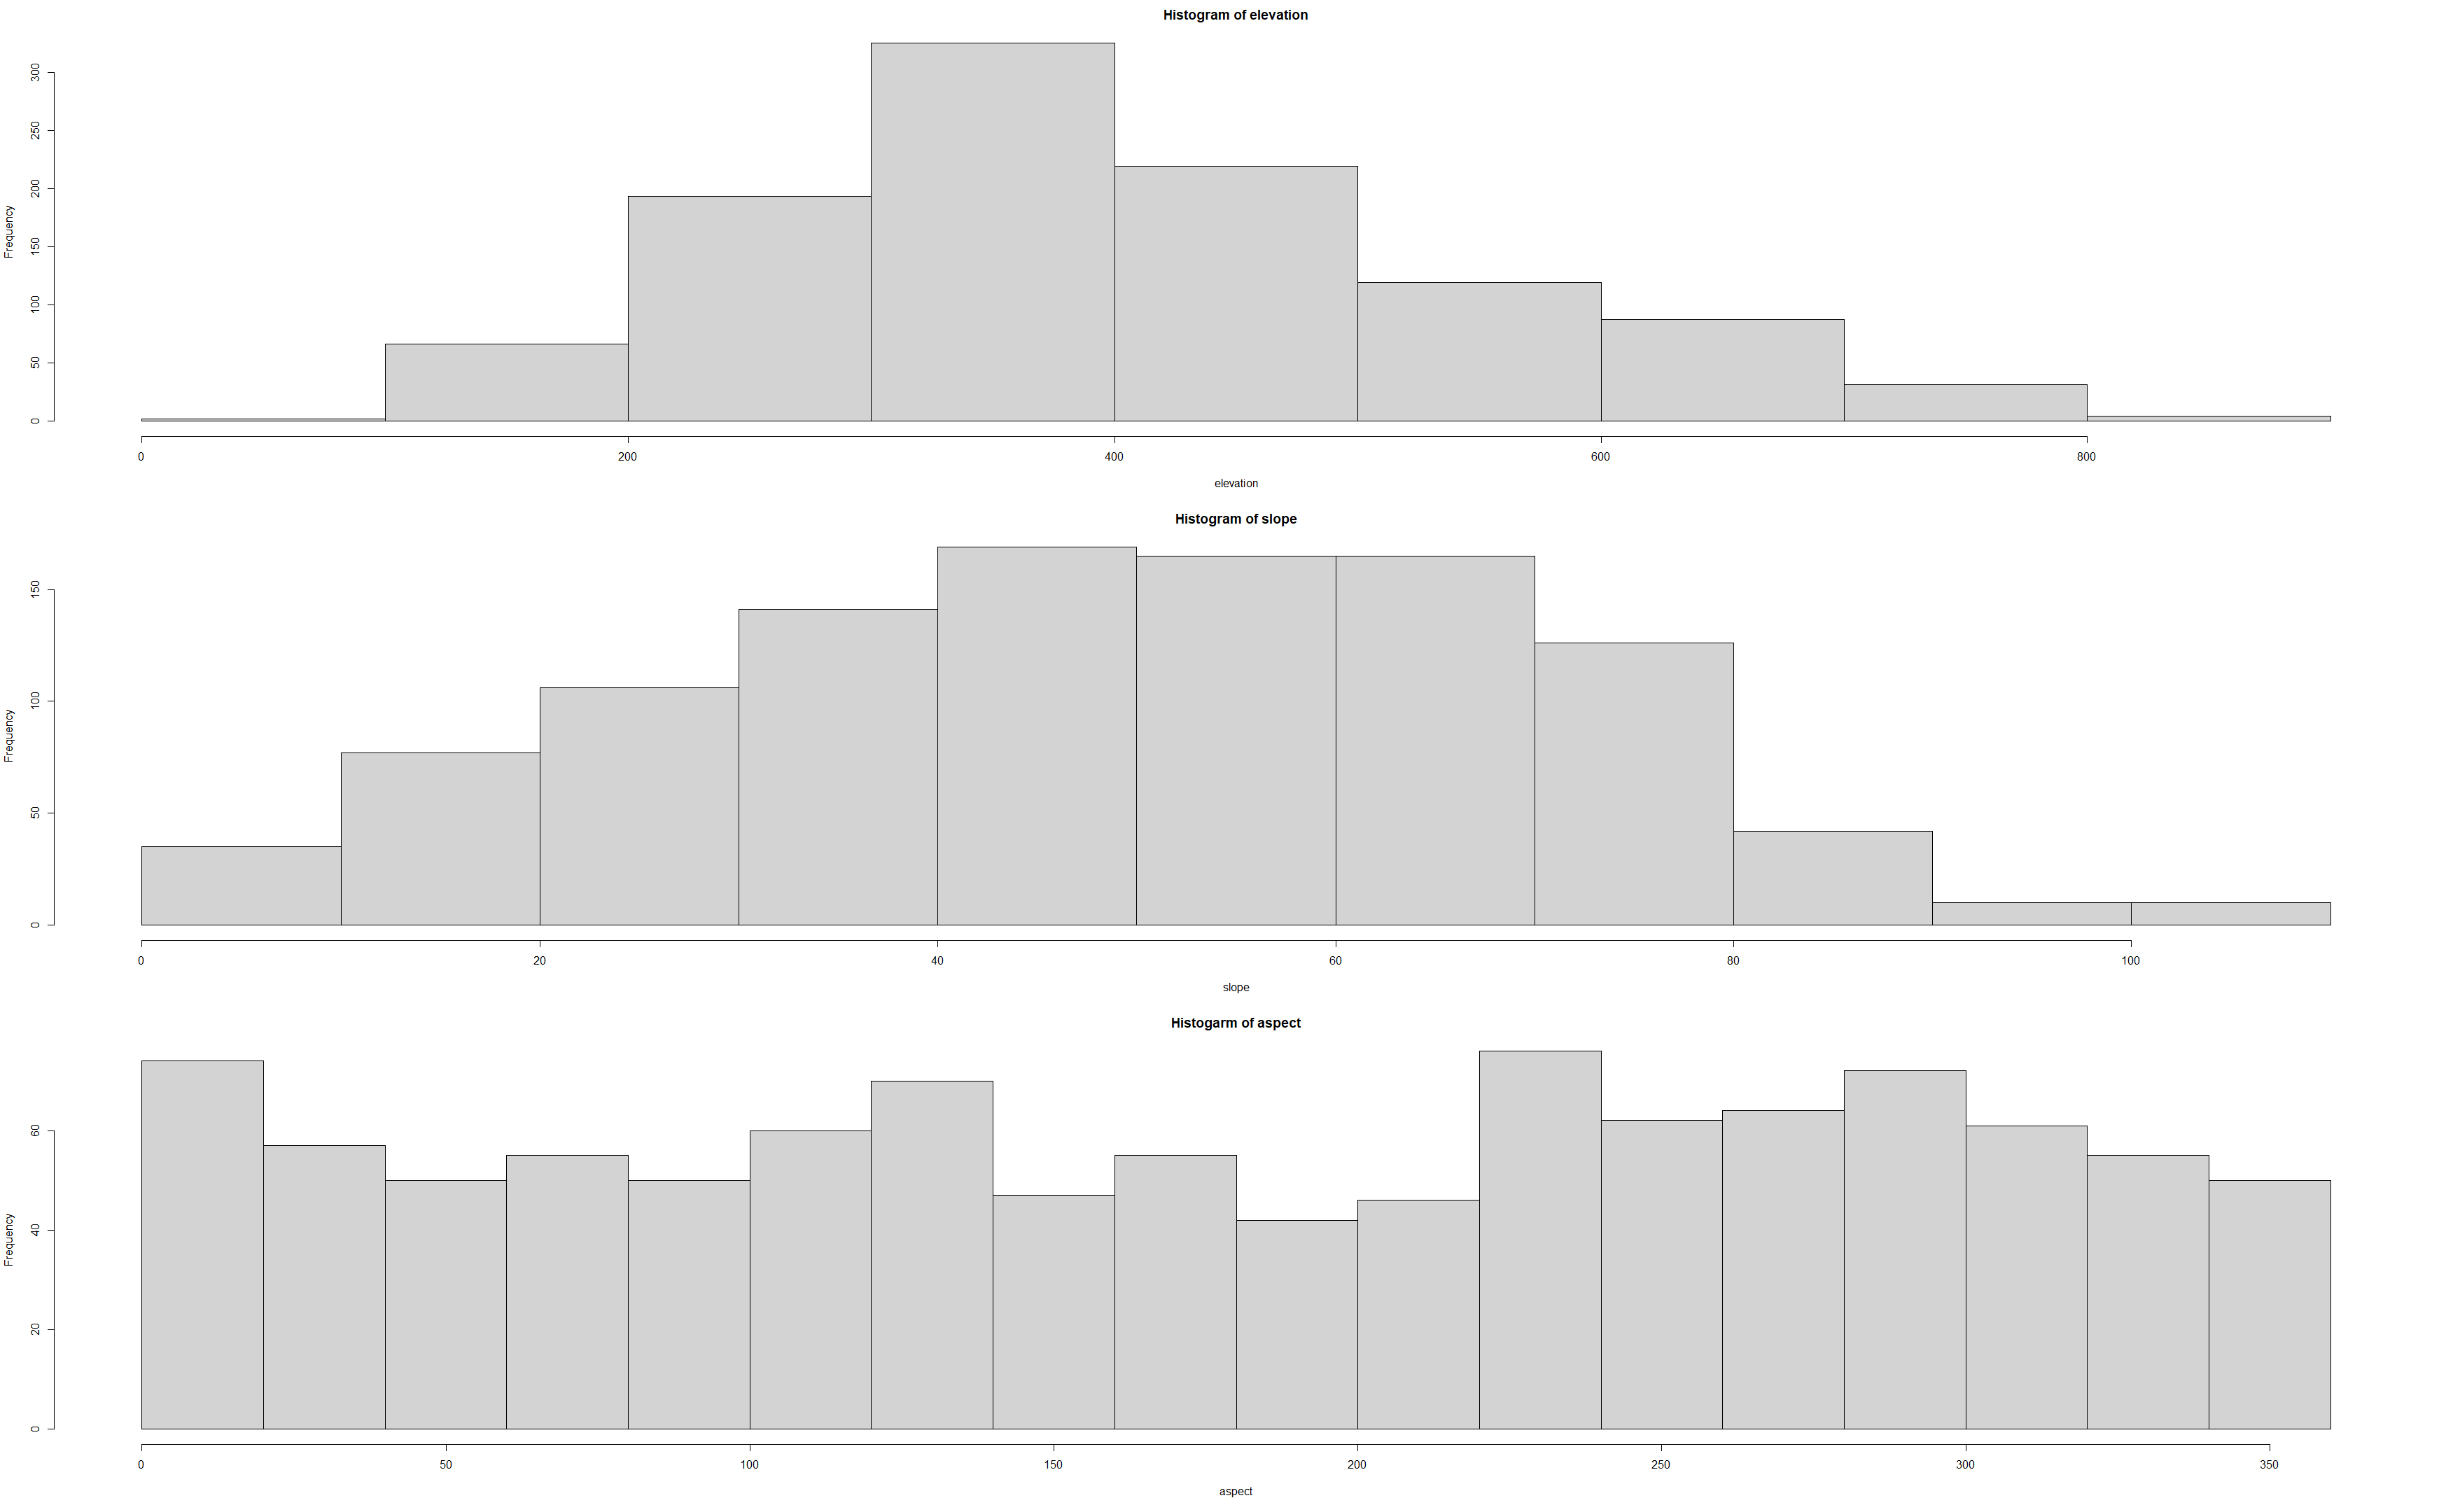 Histogram of elevation
Frequency
300
250
200
150
100
50
0
0 200 400 600 800
elevation
Histogram of slope
Frequency
150
100
50
0
0 20 40 60 80 100
slope
Histogarm of aspect
Frequency
60
40
20
0
0 50 100 150 200 250 300 350
aspect